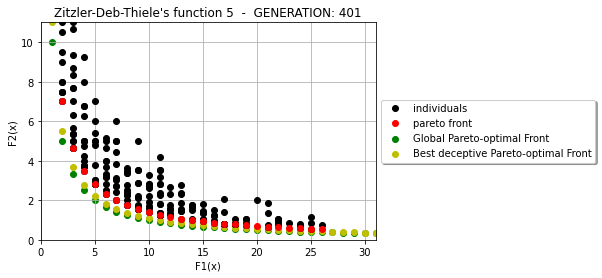 Zitzler-Deb-Thiele's function 5 - GENERATION: 401
10
8
6
4
2
0
F2(x)
0 5 10 15 20 25 30
F1(x)
individuals
pareto front
Global Pareto-optimal Front
Best deceptive Pareto-optimal Front